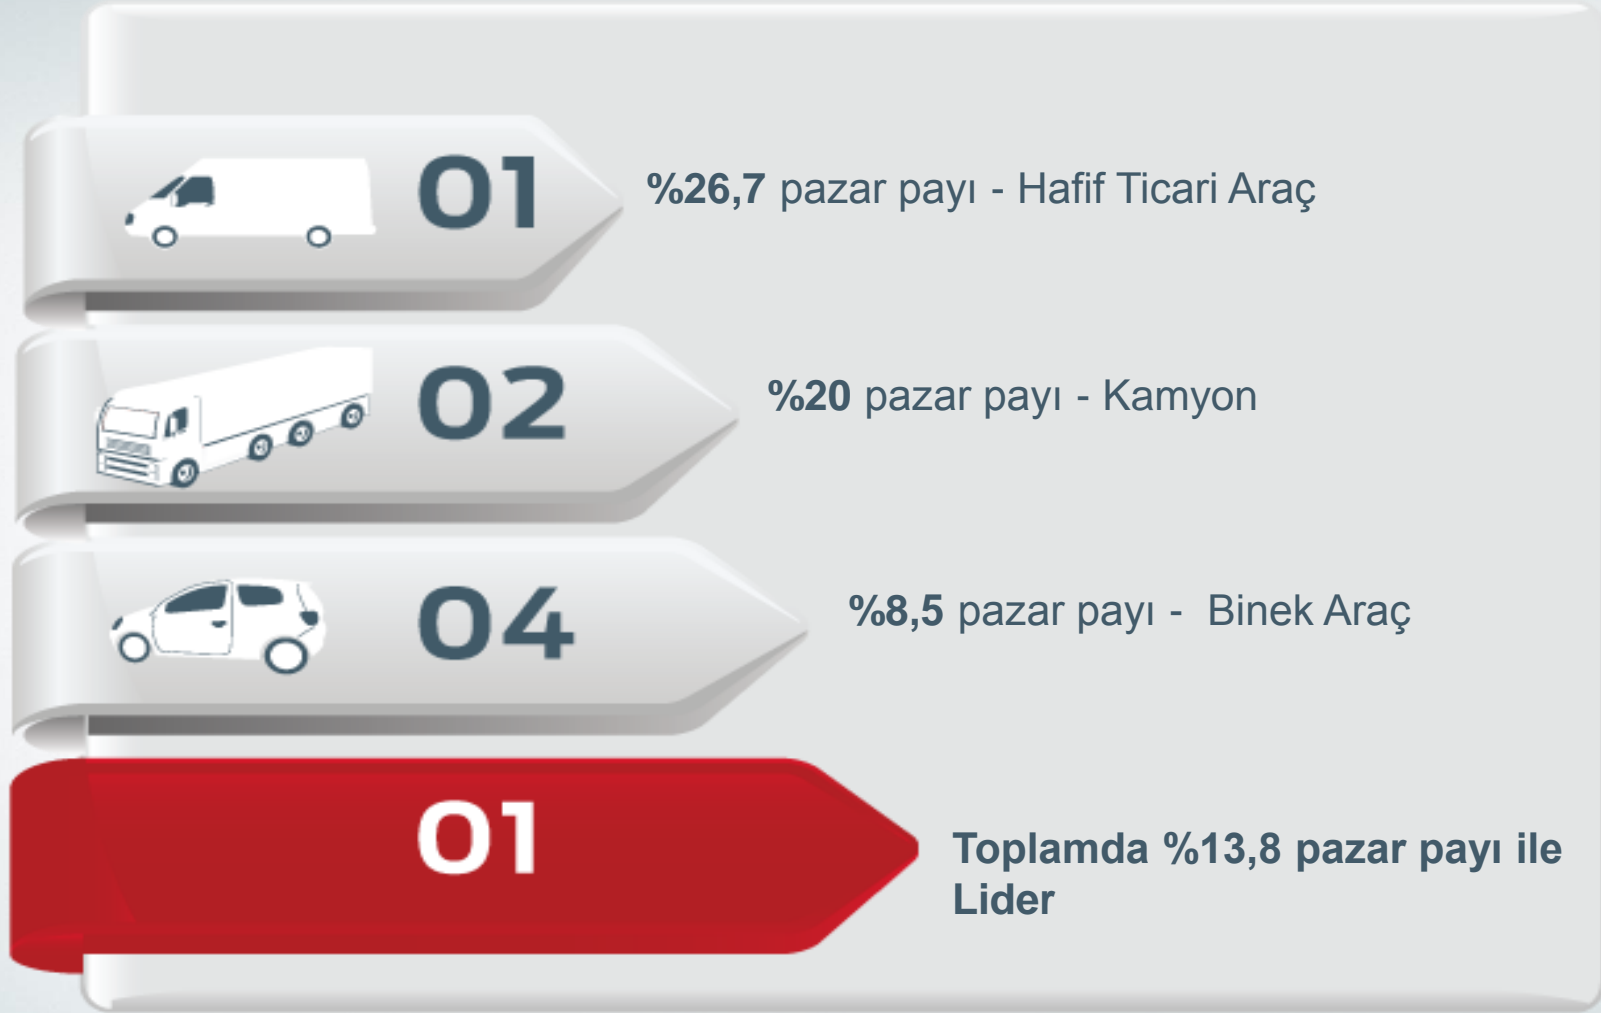 01
%26,7 pazar payı - Hafif Ticari Araç
02
%20 pazar payı - Kamyon
04
%8,5 pazar payı - Binek Araç
01
Toplamda %13,8 pazar payı ile
Lider